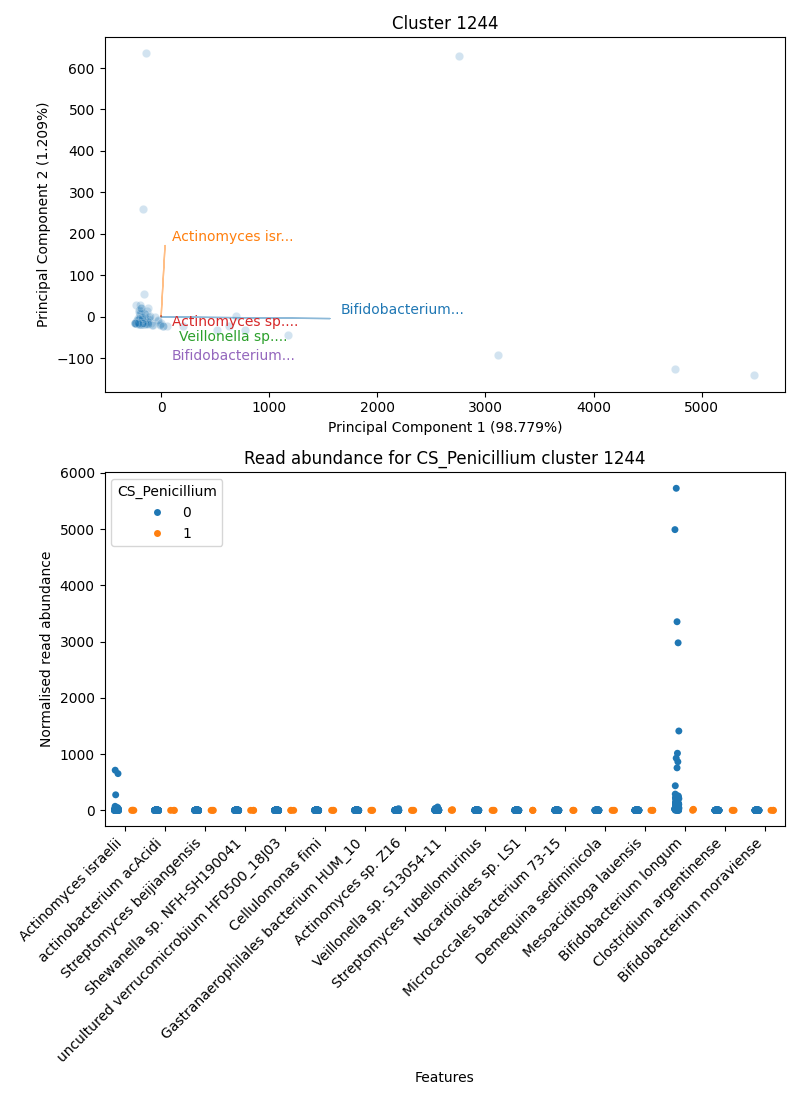 Cluster 1244
600
500
400
300
200
100
0
−100
Principal Component 2 (1.209%)
Actinomyces isr...
Bifidobacterium...
Actinomyces sp....
Veillonella sp....
Bifidobacterium...
0 1000 2000 3000 4000 5000
Principal Component 1 (98.779%)
Read abundance for CS_Penicillium cluster 1244
CS_Penicillium
0
1
6000
5000
4000
3000
2000
1000
0
Normalised read abundance
Actinomyces israelii
actinobacterium acAcidi
Streptomyces beijiangensis
Shewanella sp. NFH-SH190041
uncultured verrucomicrobium HF0500_18J03
Cellulomonas fimi
Gastranaerophilales bacterium HUM_10
Actinomyces sp. Z16
Veillonella sp. S13054-11
Streptomyces rubellomurinus
Nocardioides sp. LS1
Micrococcales bacterium 73-15
Demequina sediminicola
Mesoaciditoga lauensis
Bifidobacterium longum
Clostridium argentinense
Bifidobacterium moraviense
Features